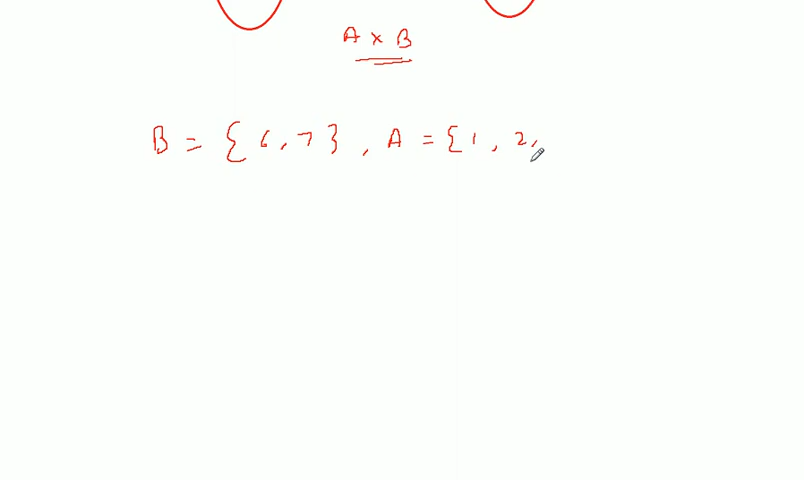 A × B
B = { 6, 7 } , A = { 1 , 2,